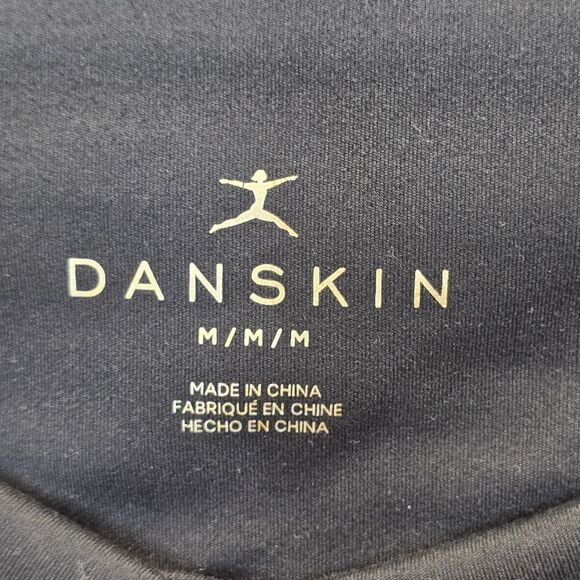 DANSKIN
M/M/M
MADE IN CHINA
FABRIQUÉ EN CHINE
HECHO EN CHINA